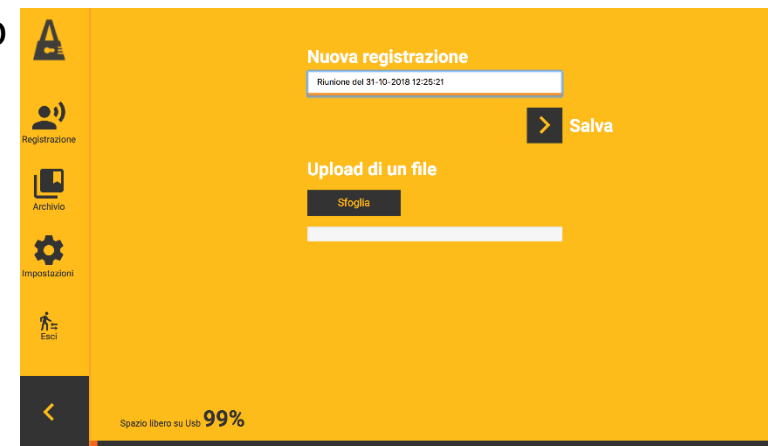 Nuova registrazione
Riunione del 31-10-2018 12:25:21
Salva
Registrazione
Upload di un file
Archivio
Sfoglia
Impostazioni
Esci
Spazio libero su Usb 99%